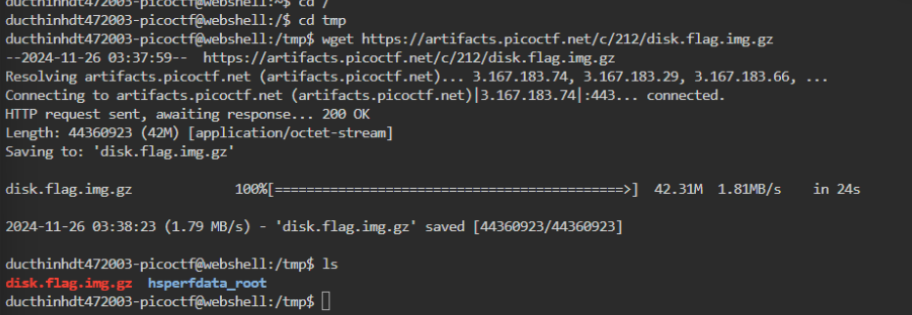 ducthinhdt472003-picoctf@webshell:~$ cd /
ducthinhdt472003-picoctf@webshell:/$ cd tmp
ducthinhdt472003-picoctf@webshell:/tmp$ wget https://artifacts.picoctf.net/c/212/disk.flag.img.gz
--2024-11-26 03:37:59--  https://artifacts.picoctf.net/c/212/disk.flag.img.gz
Resolving artifacts.picoctf.net (artifacts.picoctf.net)... 3.167.183.74, 3.167.183.29, 3.167.183.66, ...
Connecting to artifacts.picoctf.net (artifacts.picoctf.net)|3.167.183.74|:443... connected.
HTTP request sent, awaiting response... 200 OK
Length: 44360923 (42M) [application/octet-stream]
Saving to: 'disk.flag.img.gz'
disk.flag.img.gz 100%[============================================>] 42.31M 1.81MB/s in 24s
2024-11-26 03:38:23 (1.79 MB/s) - 'disk.flag.img.gz' saved [44360923/44360923]
ducthinhdt472003-picoctf@webshell:/tmp$ ls
disk.flag.img.gz hsperfdata_root
ducthinhdt472003-picoctf@webshell:/tmp$